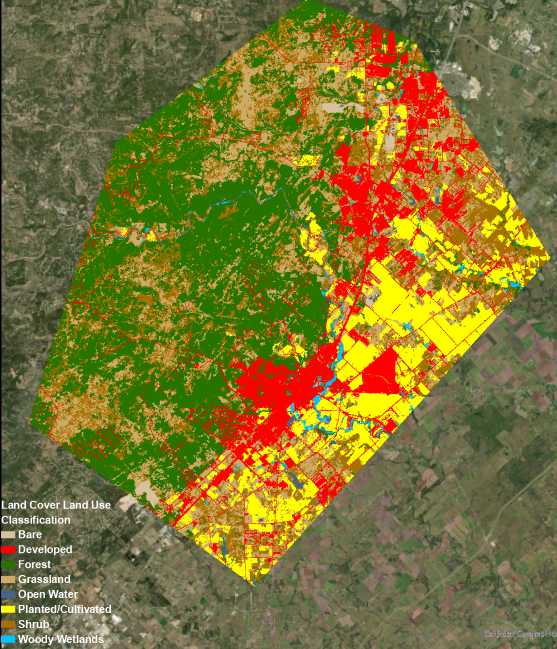 Land Cover Land Use
Classification
Bare
Developed
Forest
Grassland
Open Water
Planted/Cultivated
Shrub
Woody Wetlands